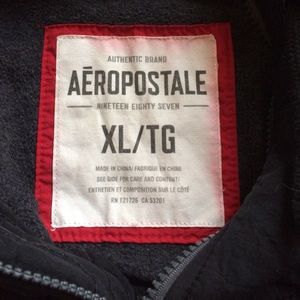 AUTHENTIC BRAND
AÉROPOSTALE
NINETEEN EIGHTY SEVEN
XL/TG
MADE IN CHINA/ FABRIQUE EN CHINE
SEE SIDE FOR CARE AND CONTENT/
ENTRETIEN ET COMPOSITION SUR LE CÔTÉ
RN 121726 CA 53201